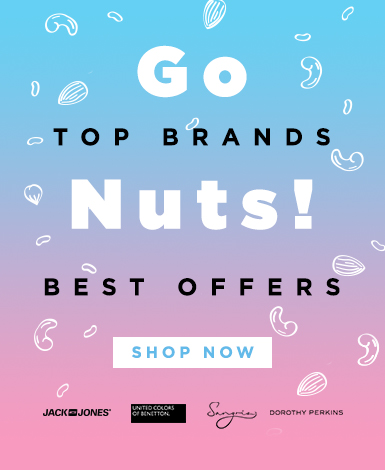 Go
TOP BRANDS
Nuts!
BEST OFFERS
SHOP NOW
JACK & JONES®
UNITED COLORS OF BENETTON.
Sangria
DOROTHY PERKINS